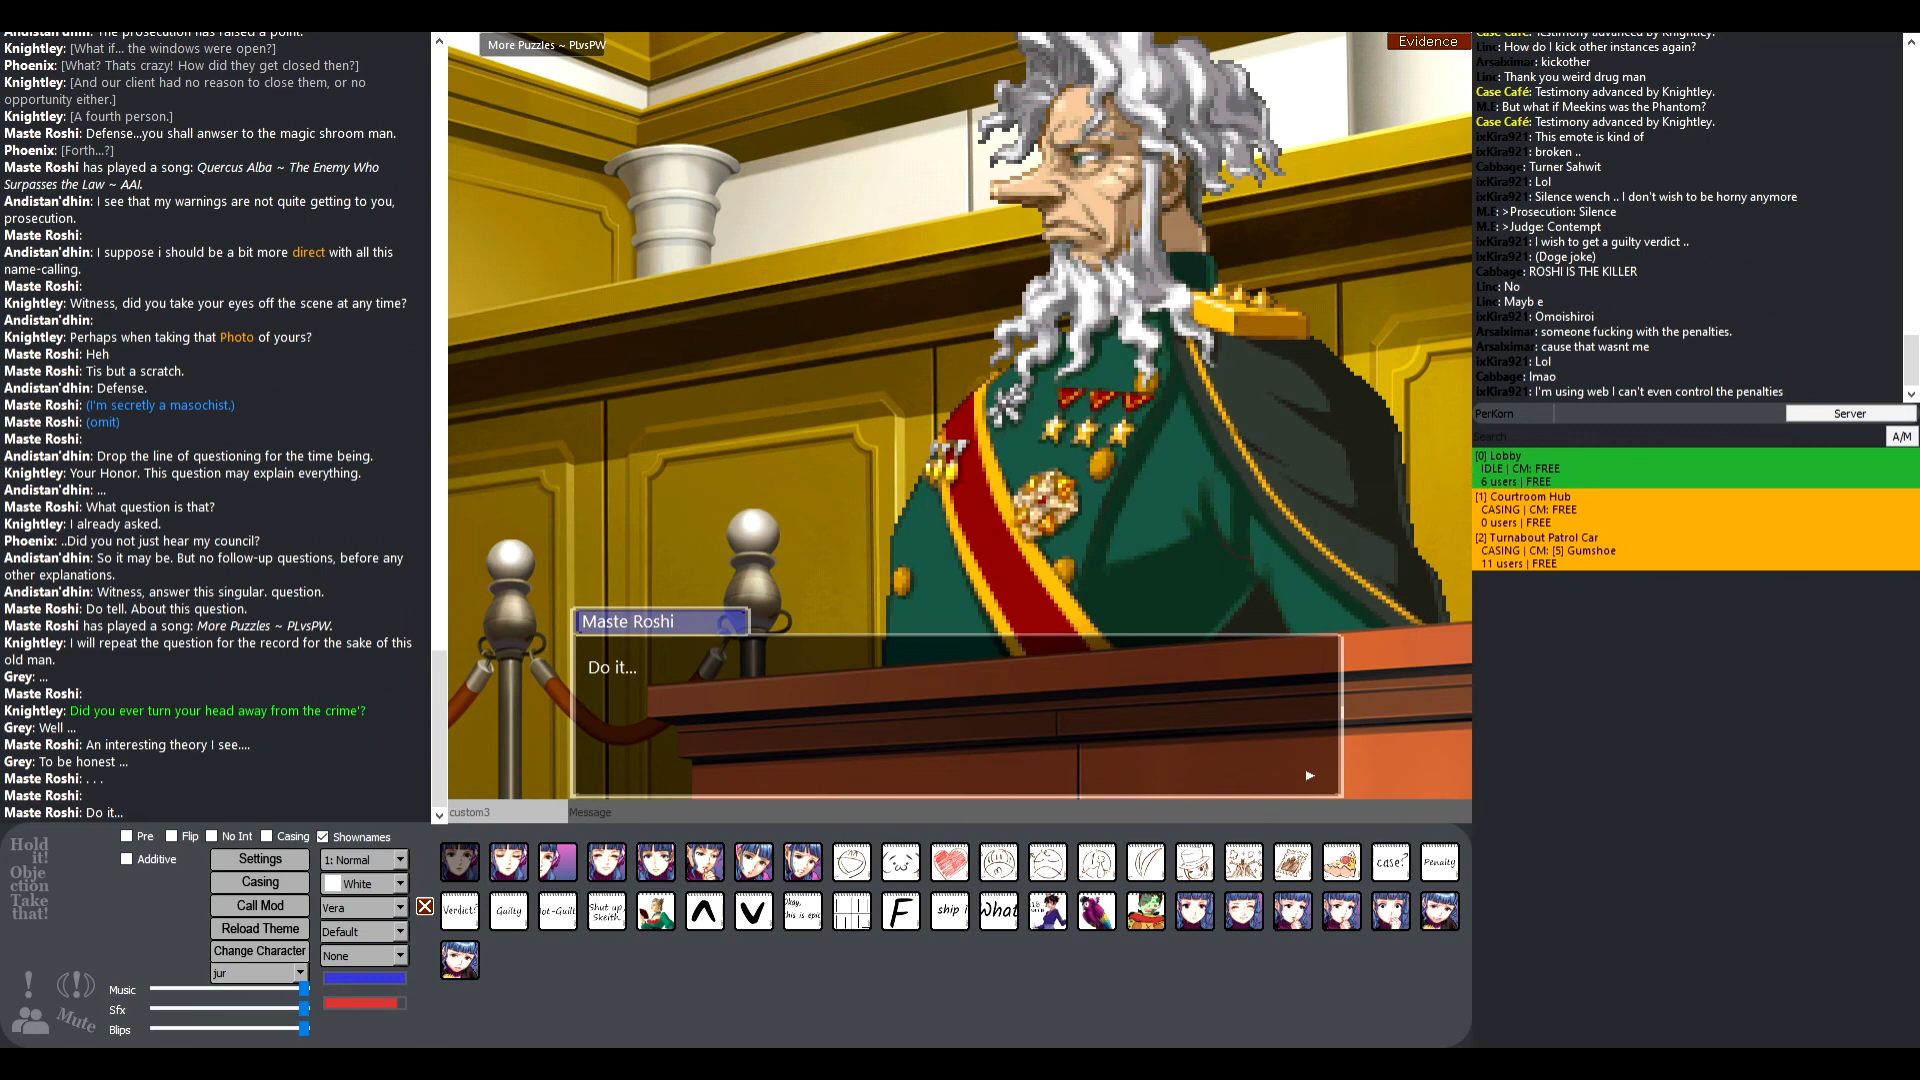 Andistan'dhin: The prosecution has raised a point.
Knightley: [What if... the windows were open?]
Phoenix: [What? Thats crazy! How did they get closed then?]
Knightley: [And our client had no reason to close them, or no
opportunity either.]
Knightley: [A fourth person.]
Maste Roshi: Defense...you shall anwser to the magic shroom man.
Phoenix: [Forth...?]
Maste Roshi has played a song: Quercus Alba ~ The Enemy Who
Surpasses the Law ~ AAI.
Andistan'dhin: I see that my warnings are not quite getting to you,
prosecution.
Maste Roshi:
Andistan'dhin: I suppose i should be a bit more direct with all this
name-calling.
Maste Roshi:
Knightley: Witness, did you take your eyes off the scene at any time?
Andistan'dhin:
Knightley: Perhaps when taking that Photo of yours?
Maste Roshi: Heh
Maste Roshi: Tis but a scratch.
Andistan'dhin: Defense.
Maste Roshi: (I'm secretly a masochist.)
Maste Roshi: (omit)
Maste Roshi:
Andistan'dhin: Drop the line of questioning for the time being.
Knightley: Your Honor. This question may explain everything.
Andistan'dhin: ...
Maste Roshi: What question is that?
Knightley: I already asked.
Phoenix: ..Did you not just hear my council?
Andistan'dhin: So it may be. But no follow-up questions, before any
other explanations.
Andistan'dhin: Witness, answer this singular. question.
Maste Roshi: Do tell. About this question.
Maste Roshi has played a song: More Puzzles ~ PLvsPW.
Knightley: I will repeat the question for the record for the sake of this
old man.
Grey: ...
Maste Roshi:
Knightley: Did you ever turn your head away from the crime'?
Grey: Well ...
Maste Roshi: An interesting theory I see....
Grey: To be honest ...
Maste Roshi: . . .
Maste Roshi:
Maste Roshi: Do it...
More Puzzles ~ PLvsPW
Evidence
Maste Roshi
Do it...
custom3
Message
Case Café: Testimony advanced by Knightley.
Linc: How do I kick other instances again?
Arsalximar: kickother
Linc: Thank you weird drug man
Case Café: Testimony advanced by Knightley.
M.E: But what if Meekins was the Phantom?
Case Café: Testimony advanced by Knightley.
ixKira921: This emote is kind of
ixKira921: broken ..
Cabbage: Turner Sahwit
ixKira921: Lol
ixKira921: Silence wench .. I don't wish to be horny anymore
M.E: >Prosecution: Silence
M.E: >Judge: Contempt
ixKira921: I wish to get a guilty verdict ..
ixKira921: (Doge joke)
Cabbage: ROSHI IS THE KILLER
Linc: No
Linc: Mayb e
ixKira921: Omoishiroi
Arsalximar: someone fucking with the penalties.
Arsalximar: cause that wasnt me
ixKira921: Lol
Cabbage: lmao
ixKira921: I'm using web I can't even control the penalties
PerKorn
Server
Search
A/M
[0] Lobby
IDLE | CM: FREE
6 users | FREE
[1] Courtroom Hub
CASING | CM: FREE
0 users | FREE
[2] Turnabout Patrol Car
CASING | CM: [5] Gumshoe
11 users | FREE
Hold
it!
Obje
ction
Take
that!
Pre
Flip
No Int
Casing
Shownames
Additive
Settings
1: Normal
Casing
White
Call Mod
Vera
Reload Theme
Default
Change Character
None
jur
Music
Sfx
Blips
Mute
case?
Penalty
Verdict?
Guilty
ot-Guilt
Shut up,
Skeith.
Okay,
his is epic
F
ship i
What